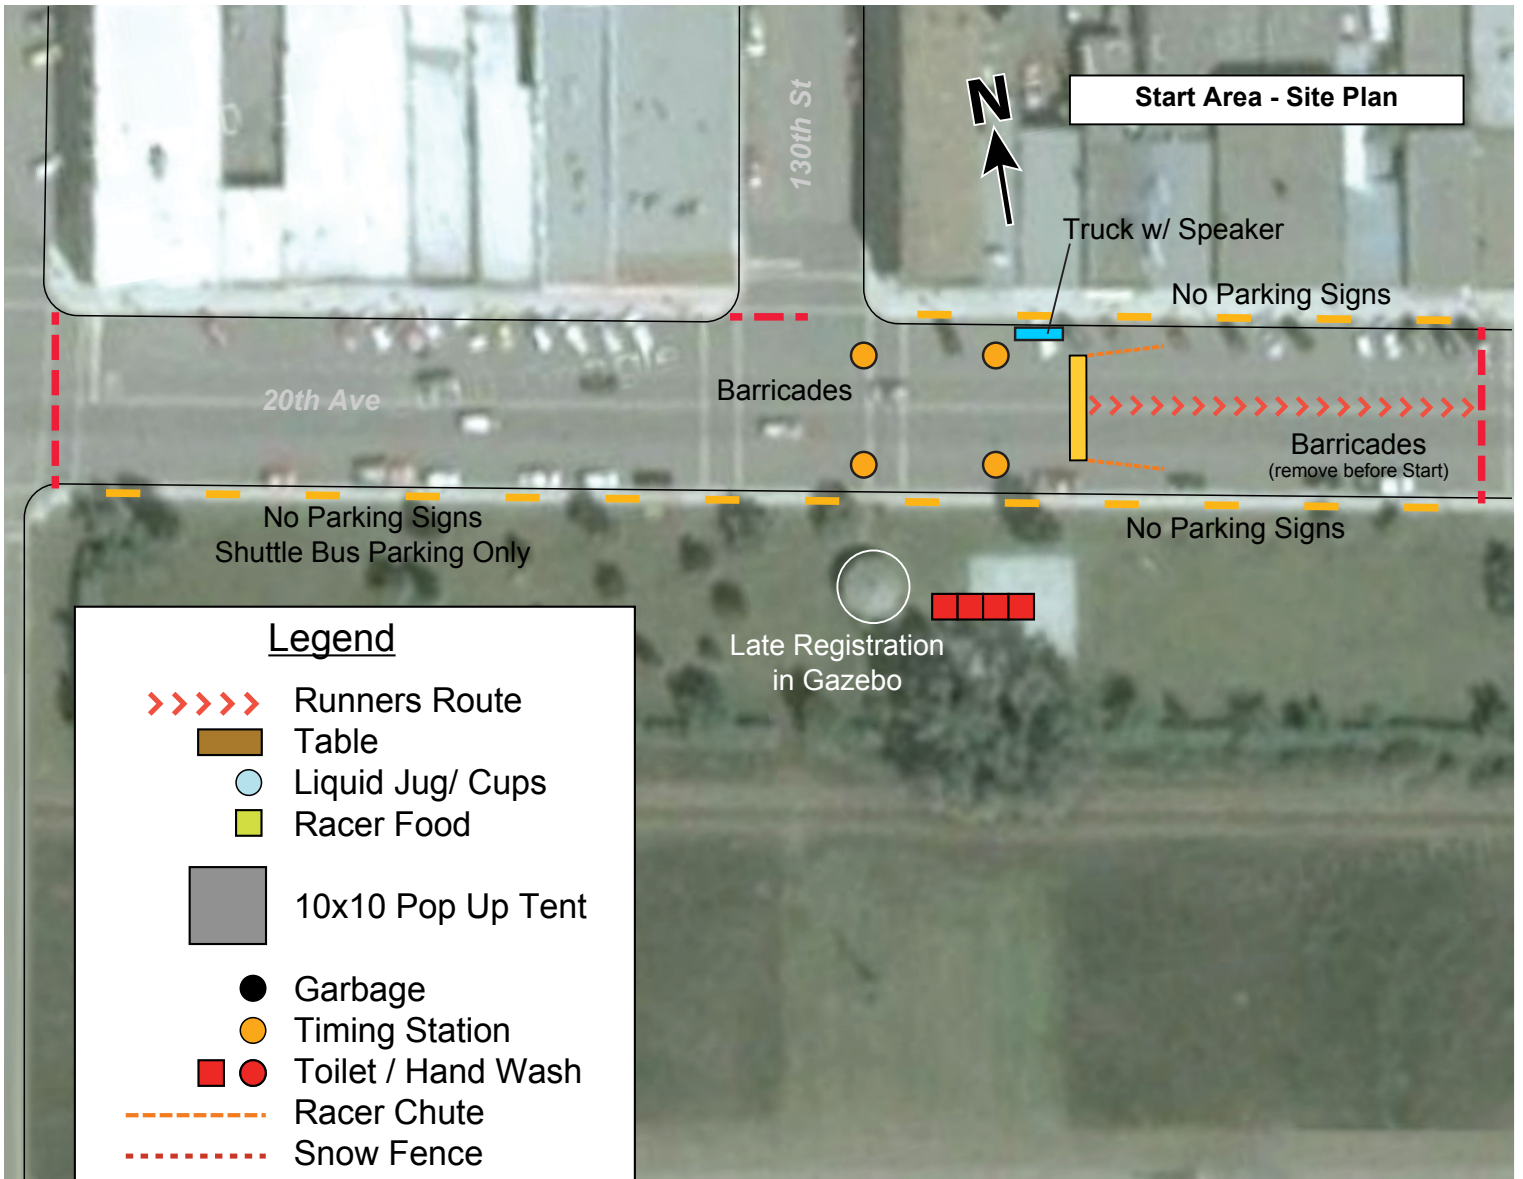 130th St
N
Start Area - Site Plan
Truck w/ Speaker
No Parking Signs
20th Ave
Barricades
Barricades
(remove before Start)
No Parking Signs
Shuttle Bus Parking Only
No Parking Signs
Late Registration
in Gazebo
Legend
Runners Route
Table
Liquid Jug/ Cups
Racer Food
10x10 Pop Up Tent
Garbage
Timing Station
Toilet / Hand Wash
Racer Chute
Snow Fence